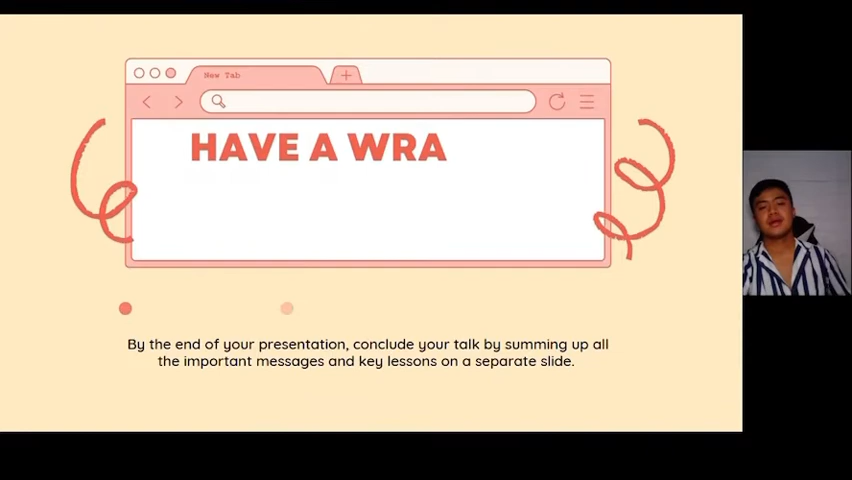 New Tab
HAVE A WRA
By the end of your presentation, conclude your talk by summing up all
the important messages and key lessons on a separate slide.